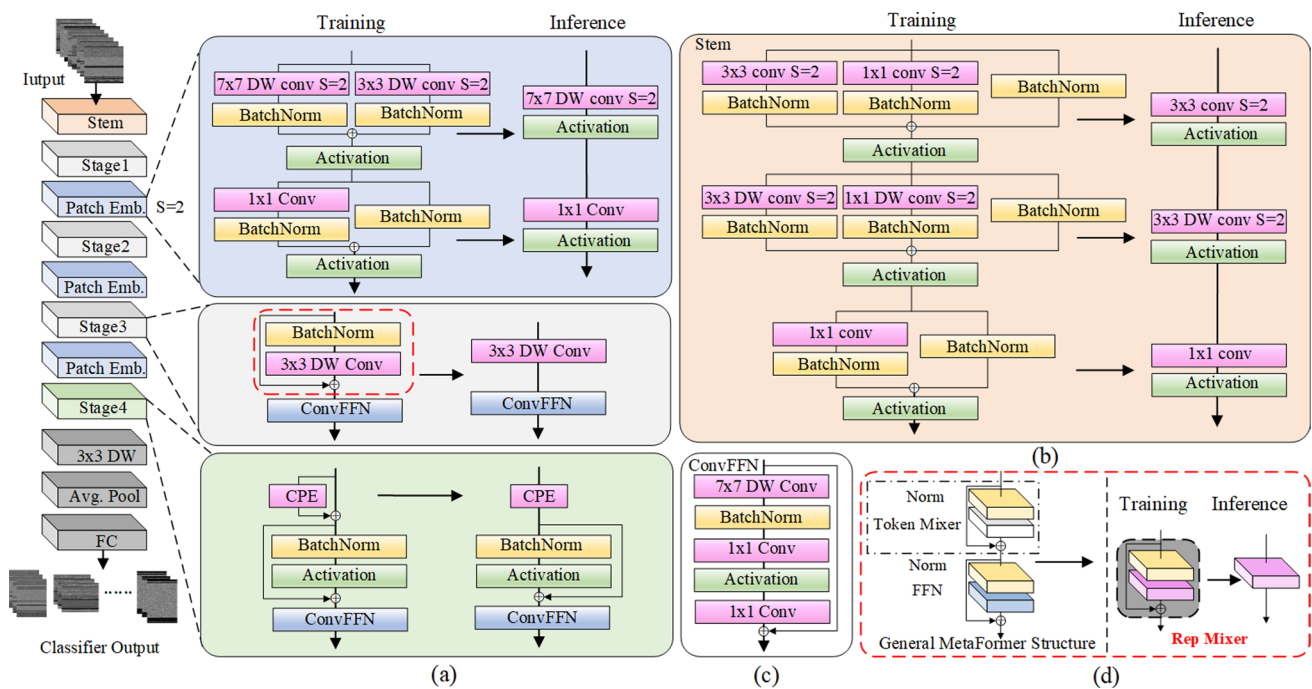 Iutput
Stem
Stage1
Patch Emb.
S=2
Stage2
Patch Emb.
Stage3
Patch Emb.
Stage4
3x3 DW
Avg. Pool
FC
......
Classifier Output
Training
Inference
7x7 DW conv S=2
3x3 DW conv S=2
BatchNorm
BatchNorm
Activation
1x1 Conv
BatchNorm
BatchNorm
Activation
7x7 DW conv S=2
Activation
1x1 Conv
Activation
BatchNorm
3x3 DW Conv
ConvFFN
3x3 DW Conv
ConvFFN
CPE
BatchNorm
Activation
ConvFFN
CPE
BatchNorm
Activation
ConvFFN
(a)
Training
Inference
Stem
3x3 conv S=2
1x1 conv S=2
BatchNorm
BatchNorm
BatchNorm
Activation
3x3 DW conv S=2
1x1 DW conv S=2
BatchNorm
BatchNorm
BatchNorm
Activation
1x1 conv
BatchNorm
BatchNorm
Activation
3x3 conv S=2
Activation
3x3 DW conv S=2
Activation
1x1 conv
Activation
(b)
ConvFFN
7x7 DW Conv
BatchNorm
1x1 Conv
Activation
1x1 Conv
(c)
Norm
Token Mixer
Norm
FFN
General MetaFormer Structure
Training
Inference
Rep Mixer
(d)